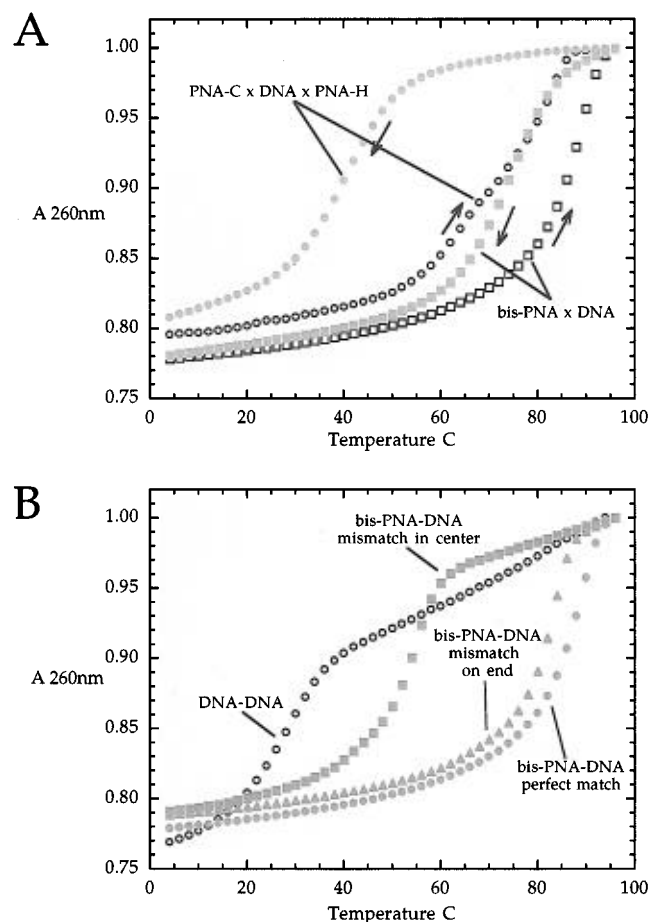 A
1.00
0.95
0.90
0.85
0.80
0.75
A 260nm
PNA-C x DNA x PNA-H
bis-PNA x DNA
0 20 40 60 80 100
Temperature C
B
1.00
0.95
0.90
0.85
0.80
0.75
A 260nm
bis-PNA-DNA
mismatch in center
bis-PNA-DNA
mismatch
on end
DNA-DNA
bis-PNA-DNA
perfect match
0 20 40 60 80 100
Temperature C